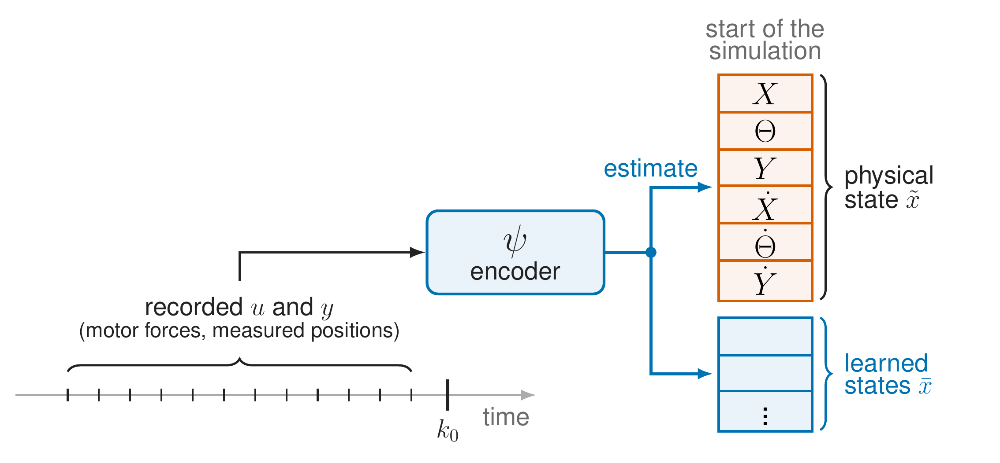 start of the
simulation
X
Θ
Y
Ẋ
Θ̇
Ẏ
physical
state x̃
estimate
ψ
encoder
recorded u and y
(motor forces, measured positions)
learned
states x̄
⋮
time
k₀